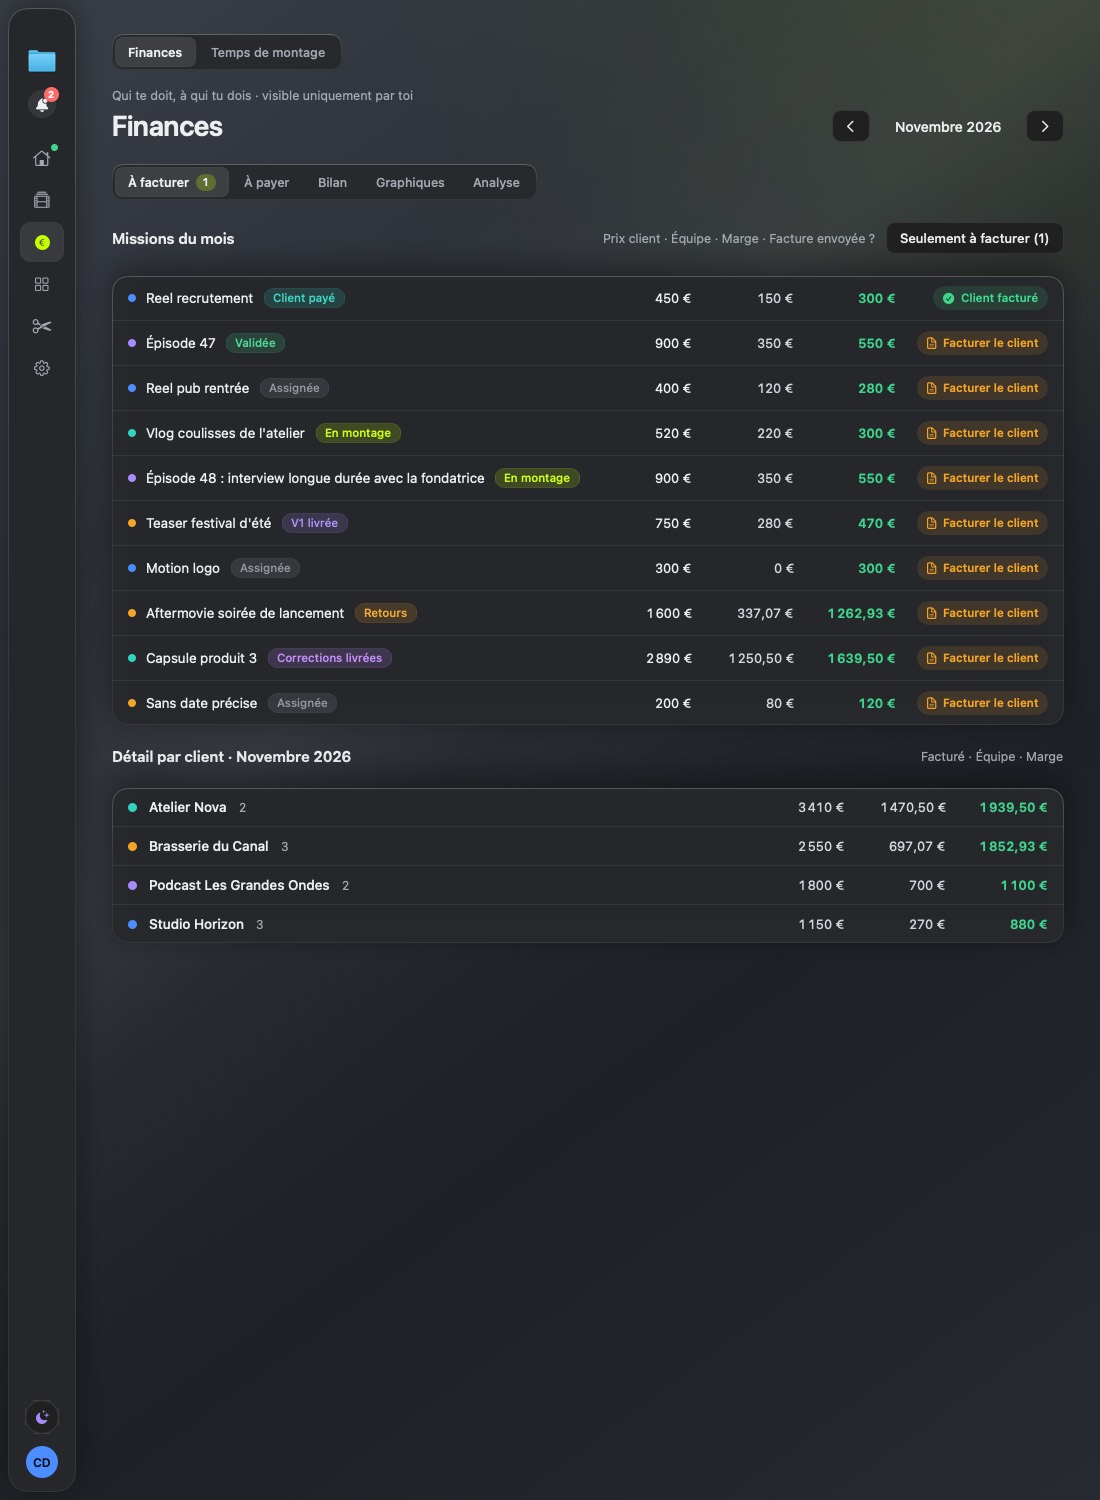 2
Finances
Temps de montage
Qui te doit, à qui tu dois · visible uniquement par toi
Finances
Novembre 2026
À facturer 1
À payer
Bilan
Graphiques
Analyse
Missions du mois
Prix client · Équipe · Marge · Facture envoyée ?
Seulement à facturer (1)
Reel recrutement Client payé 450 € 150 € 300 € Client facturé
Épisode 47 Validée 900 € 350 € 550 € Facturer le client
Reel pub rentrée Assignée 400 € 120 € 280 € Facturer le client
Vlog coulisses de l'atelier En montage 520 € 220 € 300 € Facturer le client
Épisode 48 : interview longue durée avec la fondatrice En montage 900 € 350 € 550 € Facturer le client
Teaser festival d'été V1 livrée 750 € 280 € 470 € Facturer le client
Motion logo Assignée 300 € 0 € 300 € Facturer le client
Aftermovie soirée de lancement Retours 1 600 € 337,07 € 1 262,93 € Facturer le client
Capsule produit 3 Corrections livrées 2 890 € 1 250,50 € 1 639,50 € Facturer le client
Sans date précise Assignée 200 € 80 € 120 € Facturer le client
Détail par client · Novembre 2026
Facturé · Équipe · Marge
Atelier Nova 2 3 410 € 1 470,50 € 1 939,50 €
Brasserie du Canal 3 2 550 € 697,07 € 1 852,93 €
Podcast Les Grandes Ondes 2 1 800 € 700 € 1 100 €
Studio Horizon 3 1 150 € 270 € 880 €
CD